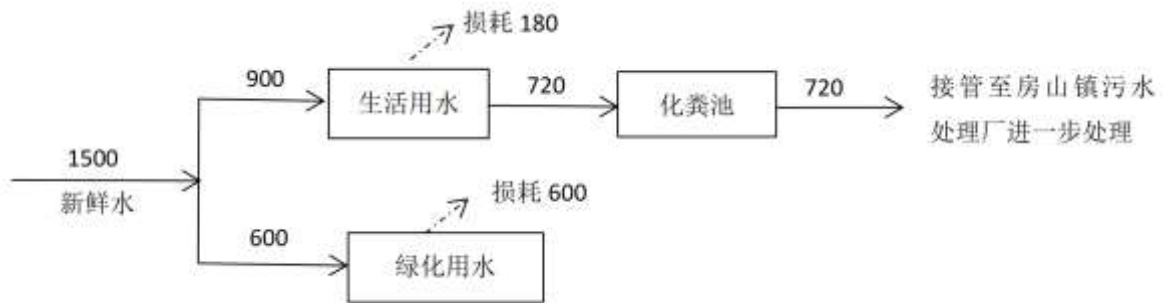 损耗 180
900
生活用水
720
化粪池
720
接管至房山镇污水
处理厂进一步处理
1500
新鲜水
损耗 600
600
绿化用水